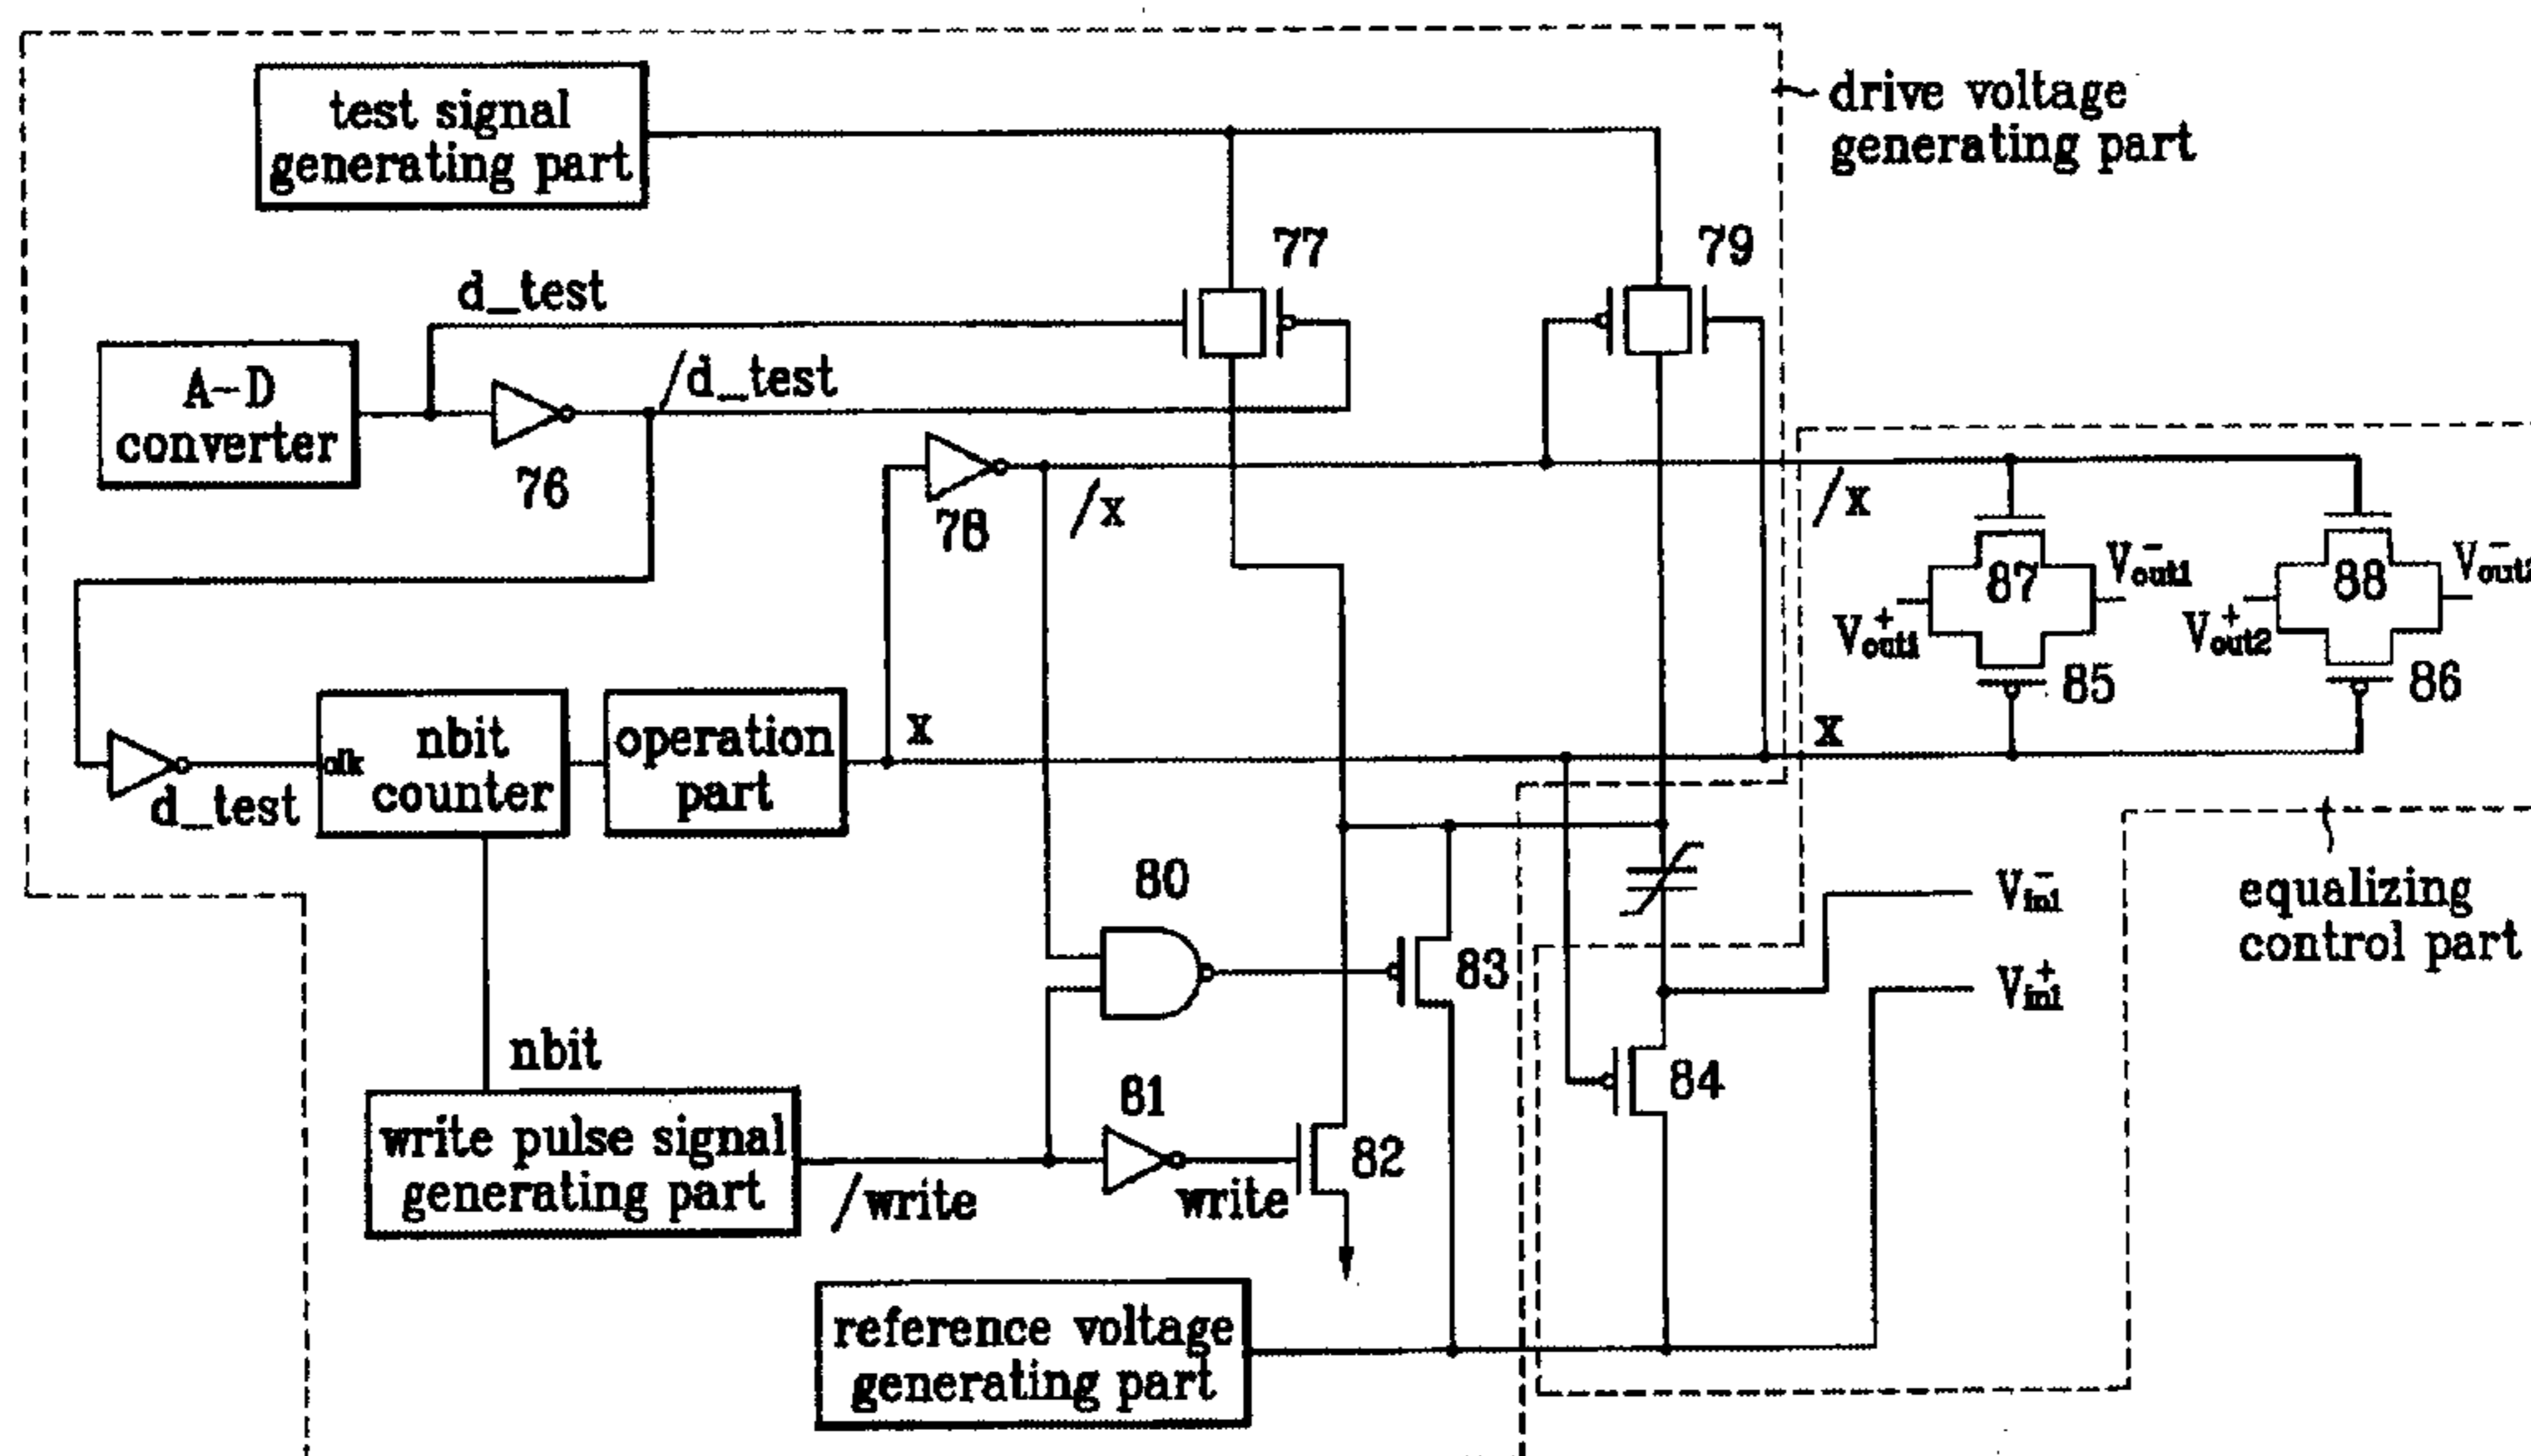 test signal
generating part
drive voltage
generating part
77
79
d_test
A-D
converter
/d_test
76
78
/x
/x
87
V⁻out1
V⁺out1
88
V⁺out2
85
86
nbit
counter
clk
d_test
operation
part
x
x
80
83
V⁻in1
V⁺in1
equalizing
control part
nbit
84
81
write pulse signal
generating part
/write
write
82
reference voltage
generating part